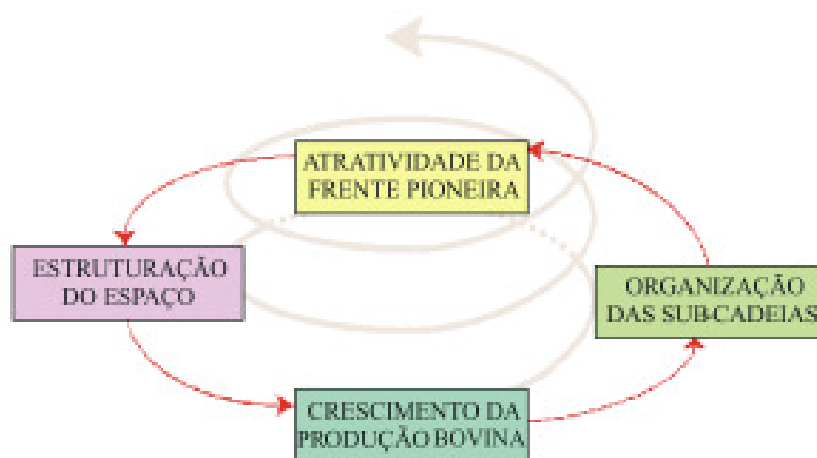 ATRATIVIDADE DA
FRENTE PIONEIRA
ESTRUTURAÇÃO
DO ESPAÇO
ORGANIZAÇÃO
DAS SUB-CADEIAS
CRESCIMENTO DA
PRODUÇÃO BOVINA